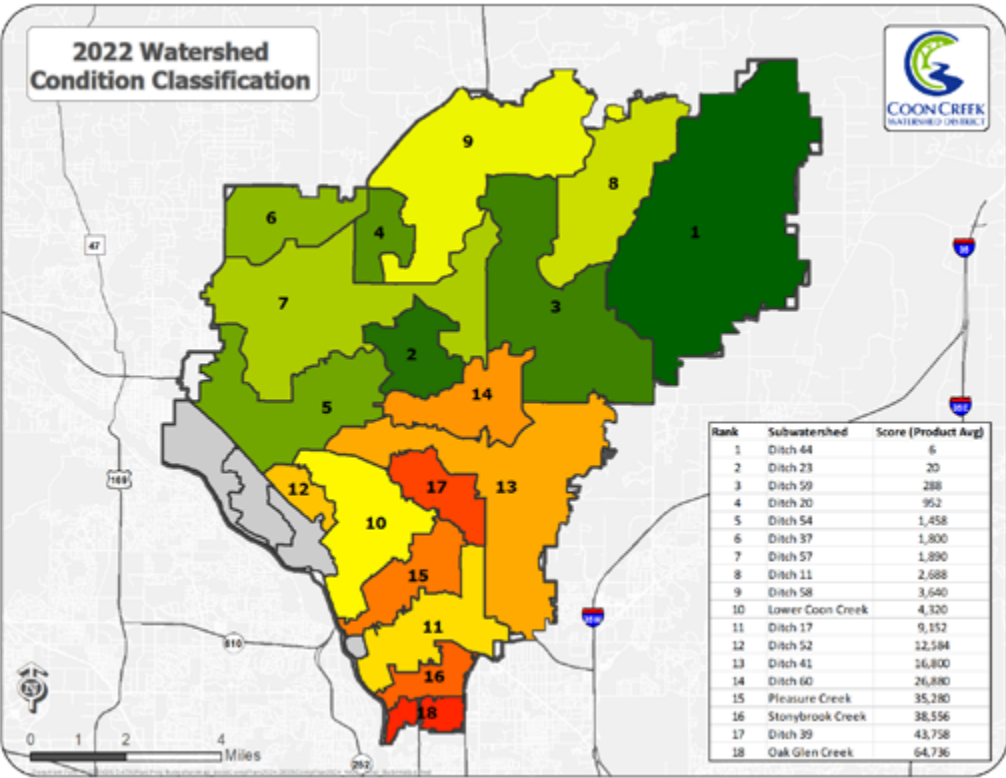 2022 Watershed
Condition Classification
COON CREEK
WATERSHED DISTRICT
9
8
1
6
4
47
35
7
3
2
14
35E
5
Rank Subwatershed Score (Product Avg)
1 Ditch 44 6
2 Ditch 23 20
3 Ditch 59 288
4 Ditch 20 952
5 Ditch 54 1,458
6 Ditch 37 1,800
7 Ditch 57 1,890
8 Ditch 11 2,688
9 Ditch 58 3,640
10 Lower Coon Creek 4,320
11 Ditch 17 9,152
12 Ditch 52 12,584
13 Ditch 41 16,800
14 Ditch 60 26,880
15 Pleasure Creek 35,280
16 Stonybrook Creek 38,556
17 Ditch 39 43,758
18 Oak Glen Creek 64,736
169
12
17
13
10
15
35W
11
610
16
N
18
0 1 2 4
Miles
252